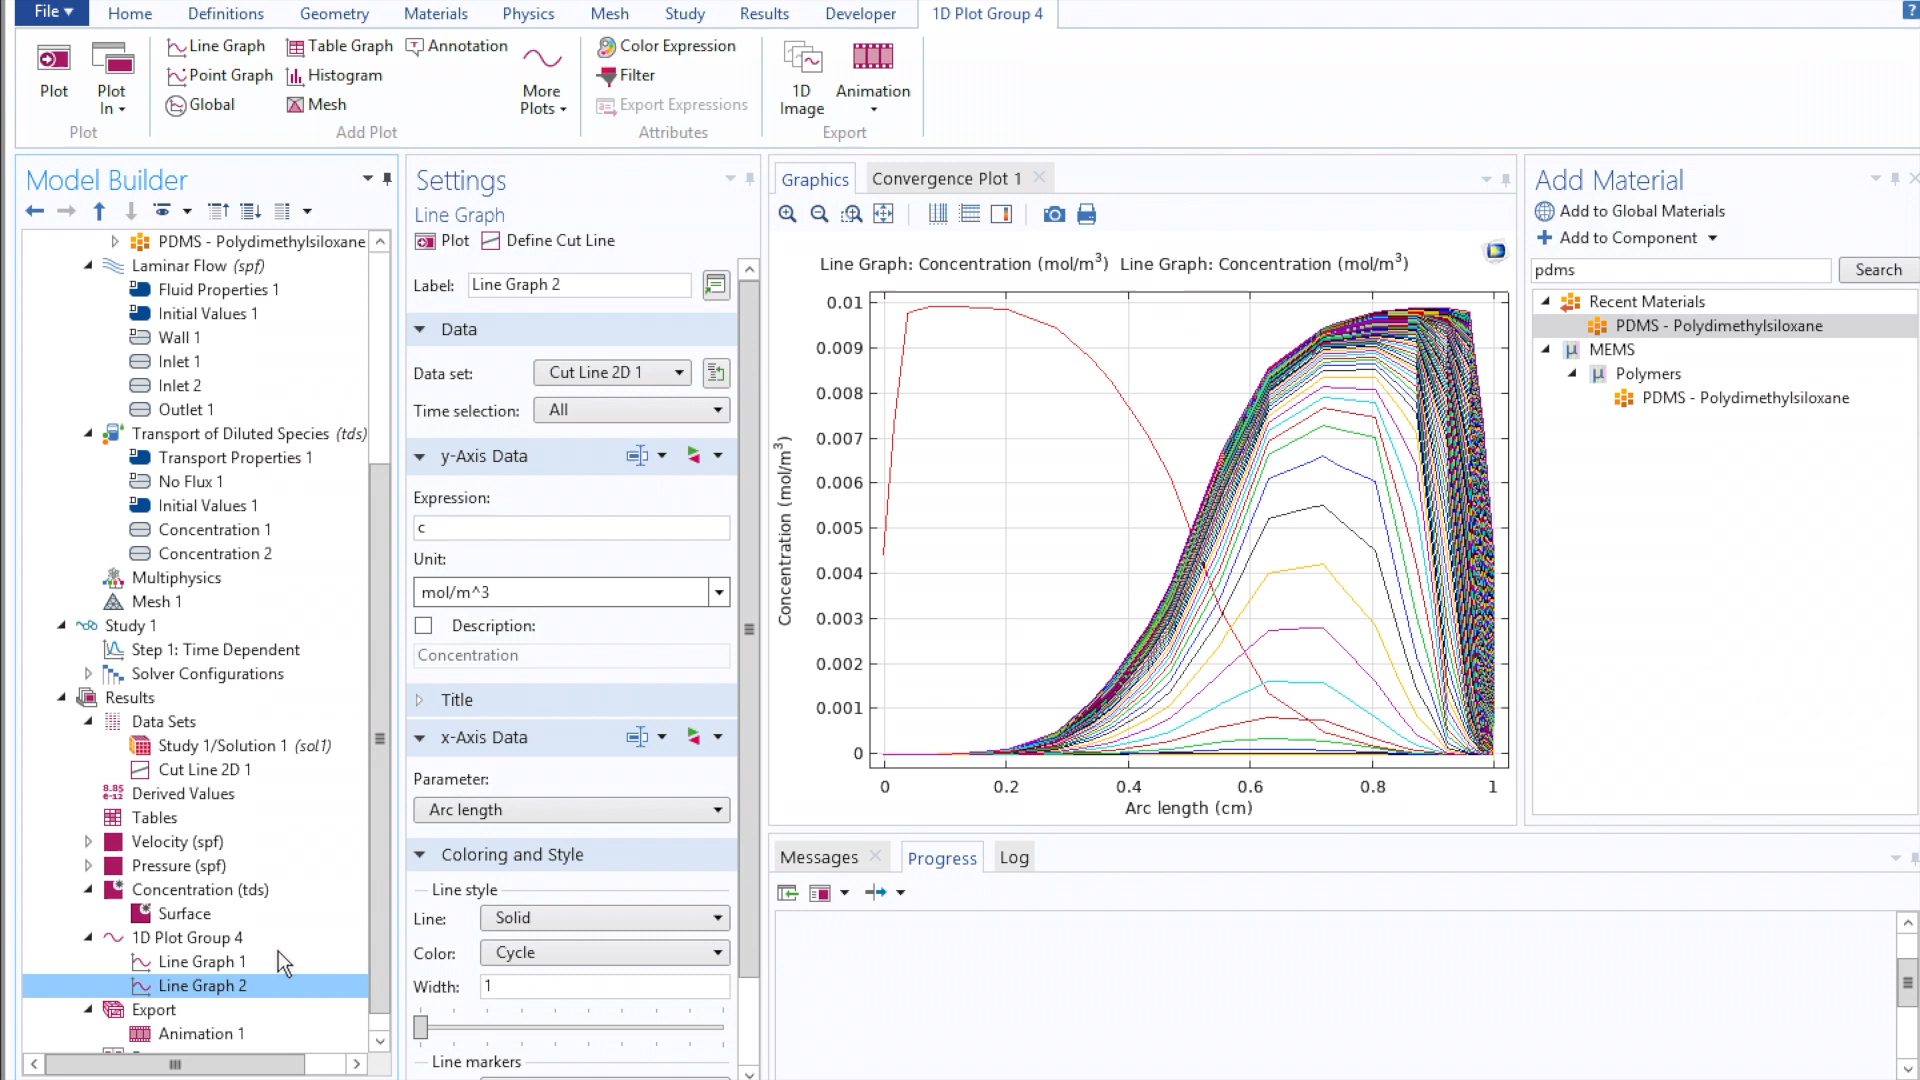 File Home Definitions Geometry Materials Physics Mesh Study Results Developer 1D Plot Group 4 ?
Plot
Plot In
Plot
Line Graph Table Graph Annotation
Point Graph Histogram
Global Mesh
More Plots
Add Plot
Color Expression
Filter
Export Expressions
Attributes
1D Image
Animation
Export
Model Builder
PDMS - Polydimethylsiloxane
Laminar Flow (spf)
Fluid Properties 1
Initial Values 1
Wall 1
Inlet 1
Inlet 2
Outlet 1
Transport of Diluted Species (tds)
Transport Properties 1
No Flux 1
Initial Values 1
Concentration 1
Concentration 2
Multiphysics
Mesh 1
Study 1
Step 1: Time Dependent
Solver Configurations
Results
Data Sets
Study 1/Solution 1 (sol1)
Cut Line 2D 1
8.85
e-12
Derived Values
Tables
Velocity (spf)
Pressure (spf)
Concentration (tds)
Surface
1D Plot Group 4
Line Graph 1
Line Graph 2
Export
Animation 1
Settings
Line Graph
Plot Define Cut Line
Label: Line Graph 2
Data
Data set: Cut Line 2D 1
Time selection: All
y-Axis Data
Expression:
c
Unit:
mol/m^3
Description:
Concentration
Title
x-Axis Data
Parameter:
Arc length
Coloring and Style
Line style
Line: Solid
Color: Cycle
Width: 1
Line markers
Graphics Convergence Plot 1
Line Graph: Concentration (mol/m³) Line Graph: Concentration (mol/m³)
0.01
0.009
0.008
0.007
0.006
0.005
0.004
0.003
0.002
0.001
0
Concentration (mol/m³)
0 0.2 0.4 0.6 0.8 1
Arc length (cm)
Messages Progress Log
Add Material
Add to Global Materials
Add to Component
pdms Search
Recent Materials
PDMS - Polydimethylsiloxane
MEMS
Polymers
PDMS - Polydimethylsiloxane